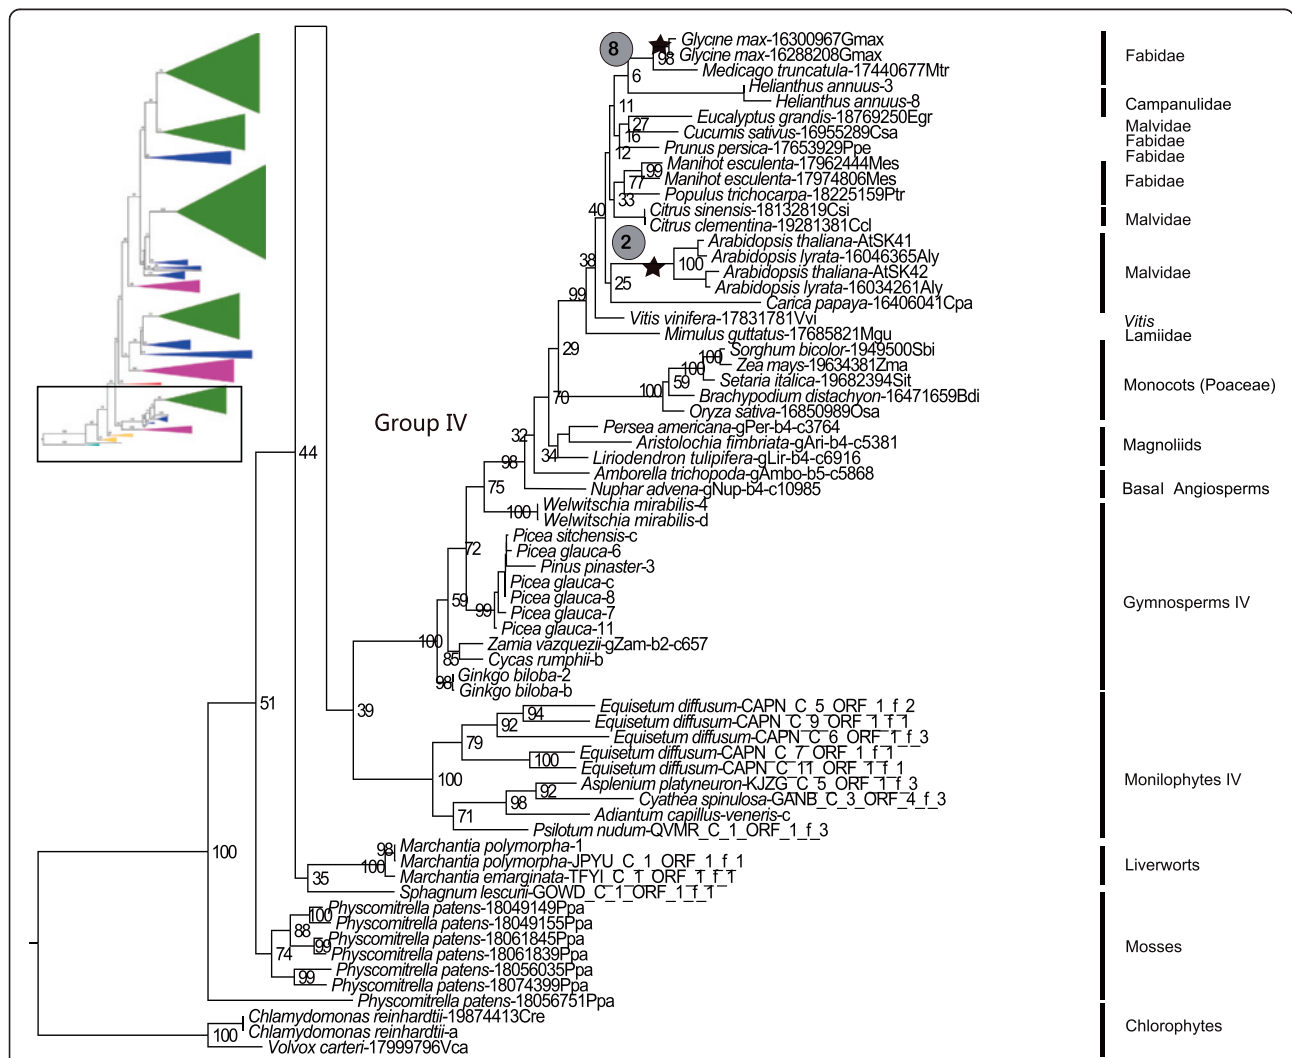 8
Glycine max-16300967Gmax
98
Glycine max-16288208Gmax
Fabidae
6
Medicago truncatula-17440677Mtr
Helianthus annuus-3
11
Helianthus annuus-8
Campanulidae
27
Eucalyptus grandis-18769250Egr
Malvidae
16
Cucumis sativus-16955289Csa
Fabidae
12
Prunus persica-17653929Ppe
Fabidae
99
Manihot esculenta-17962444Mes
77
Manihot esculenta-17974806Mes
Fabidae
33
Populus trichocarpa-18225159Ptr
40
Citrus sinensis-18132819Csi
Malvidae
Citrus clementina-19281381Ccl
2
Arabidopsis thaliana-AtSK41
38
100
Arabidopsis lyrata-16046365Aly
Arabidopsis thaliana-AtSK42
Malvidae
25
Arabidopsis lyrata-16034261Aly
99
Carica papaya-16406041Cpa
Vitis vinifera-17831781Vvi
Vitis
Mimulus guttatus-17685821Mgu
Lamiidae
29
100
Sorghum bicolor-1949500Sbi
100
Zea mays-19634381Zma
59
Setaria italica-19682394Sit
Monocots (Poaceae)
70
100
Brachypodium distachyon-16471659Bdi
Oryza sativa-16850989Osa
Group IV
Persea americana-gPer-b4-c3764
32
Aristolochia fimbriata-gAri-b4-c5381
Magnoliids
44
34
Liriodendron tulipifera-gLir-b4-c6916
98
Amborella trichopoda-gAmbo-b5-c5868
75
Nuphar advena-gNup-b4-c10985
Basal Angiosperms
100
Welwitschia mirabilis-4
Welwitschia mirabilis-d
Picea sitchensis-c
72
Picea glauca-6
Pinus pinaster-3
Picea glauca-c
59
Picea glauca-8
Gymnosperms IV
99
Picea glauca-7
Picea glauca-11
100
Zamia vazquezii-gZam-b2-c657
85
Cycas rumphii-b
98
Ginkgo biloba-2
Ginkgo biloba-b
51
39
94
Equisetum diffusum-CAPN_C_5_ORF_1_f_2
92
Equisetum diffusum-CAPN_C_9_ORF_1_f_1
79
Equisetum diffusum-CAPN_C_6_ORF_1_f_3
100
Equisetum diffusum-CAPN_C_7_ORF_1_f_1
Equisetum diffusum-CAPN_C_11_ORF_1_f_1
100
92
Asplenium platyneuron-KJZG_C_5_ORF_1_f_3
Monilophytes IV
98
Cyathea spinulosa-GANB_C_3_ORF_4_f_3
71
Adiantum capillus-veneris-c
Psilotum nudum-QVMR_C_1_ORF_1_f_3
98
Marchantia polymorpha-1
100
100
Marchantia polymorpha-JPYU_C_1_ORF_1_f_1
Liverworts
35
Marchantia emarginata-TFYI_C_1_ORF_1_f_1
Sphagnum lescurii-GOWD_C_1_ORF_1_f_1
100
Physcomitrella patens-18049149Ppa
88
Physcomitrella patens-18049155Ppa
99
Physcomitrella patens-18061845Ppa
74
Physcomitrella patens-18061839Ppa
Mosses
99
Physcomitrella patens-18056035Ppa
Physcomitrella patens-18074399Ppa
Physcomitrella patens-18056751Ppa
Chlamydomonas reinhardtii-19874413Cre
100
Chlamydomonas reinhardtii-a
Chlorophytes
Volvox carteri-17999796Vca